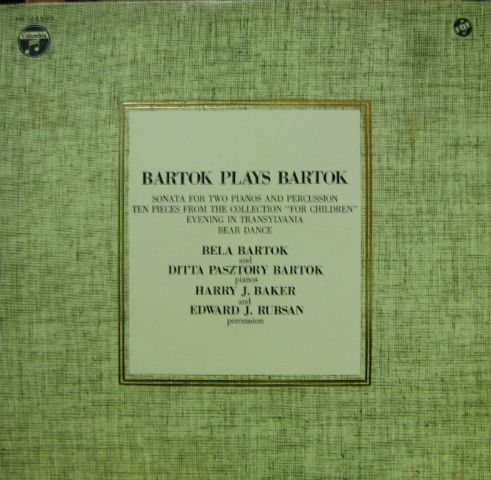 Columbia
VOX
BARTOK PLAYS BARTOK
SONATA FOR TWO PIANOS AND PERCUSSION
TEN PIECES FROM THE COLLECTION "FOR CHILDREN"
EVENING IN TRANSYLVANIA
BEAR DANCE
BELA BARTOK
and
DITTA PASZTORY BARTOK
pianos
HARRY J. BAKER
and
EDWARD J. RUBSAN
percussion